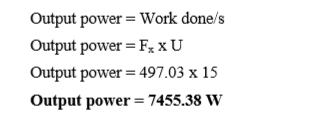 Output power = Work done/s
Output power = Fₓ x U
Output power = 497.03 x 15
Output power = 7455.38 W